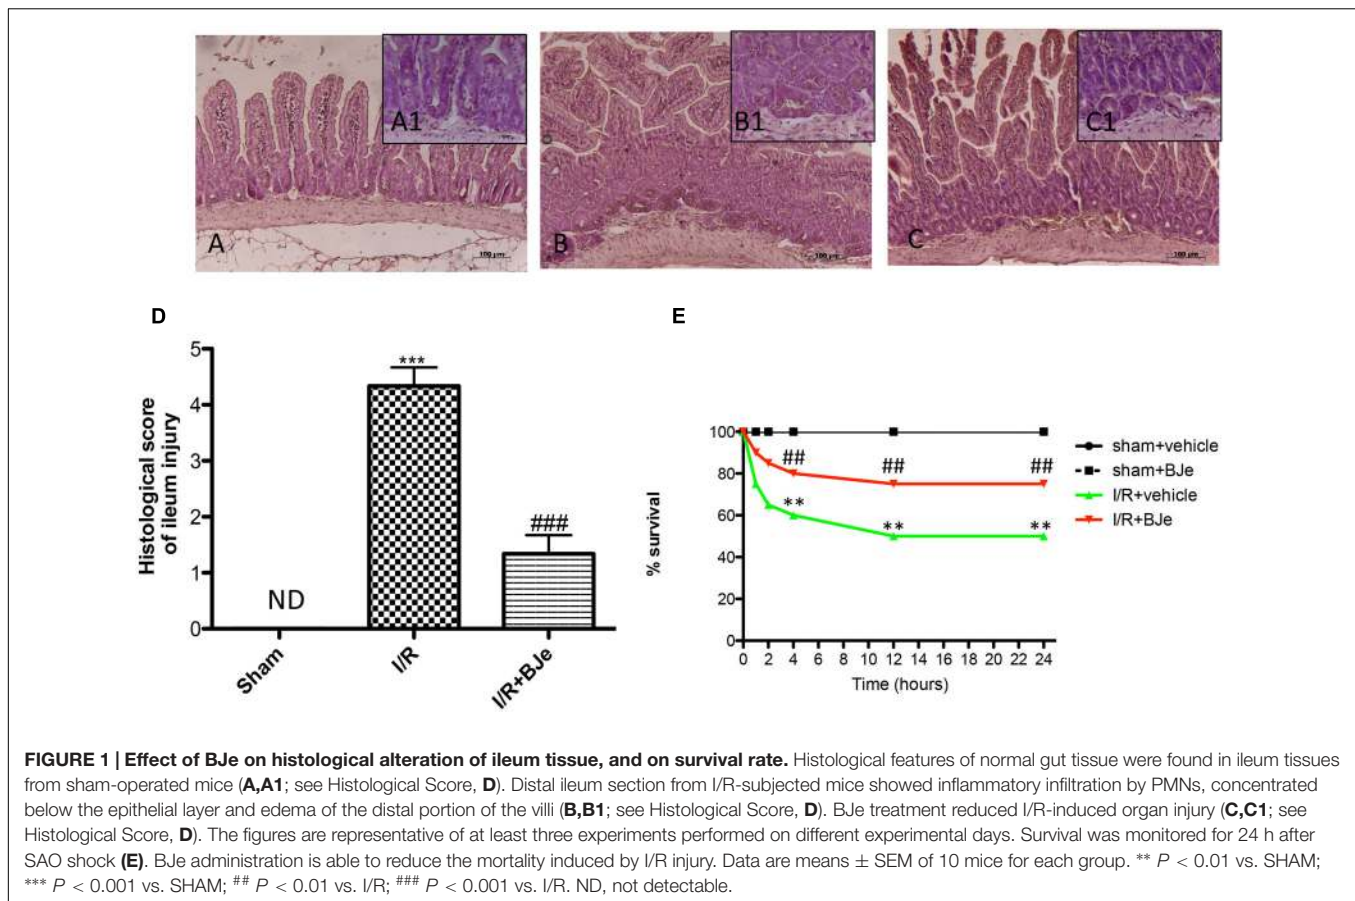 A1
B1
C1
A
100 µm
B
100 µm
C
100 µm
D
E
Histological score
of ileum injury
5
4
3
2
1
0
***
###
ND
Sham
I/R
I/R+BJe
% survival
100
80
60
40
20
0
## ## ##
** ** **
0 2 4 6 8 10 12 14 16 18 20 22 24
Time (hours)
sham+vehicle
sham+BJe
I/R+vehicle
I/R+BJe
FIGURE 1 | Effect of BJe on histological alteration of ileum tissue, and on survival rate. Histological features of normal gut tissue were found in ileum tissues
from sham-operated mice (A,A1; see Histological Score, D). Distal ileum section from I/R-subjected mice showed inflammatory infiltration by PMNs, concentrated
below the epithelial layer and edema of the distal portion of the villi (B,B1; see Histological Score, D). BJe treatment reduced I/R-induced organ injury (C,C1; see
Histological Score, D). The figures are representative of at least three experiments performed on different experimental days. Survival was monitored for 24 h after
SAO shock (E). BJe administration is able to reduce the mortality induced by I/R injury. Data are means ± SEM of 10 mice for each group. ** P < 0.01 vs. SHAM;
*** P < 0.001 vs. SHAM; ## P < 0.01 vs. I/R; ### P < 0.001 vs. I/R. ND, not detectable.